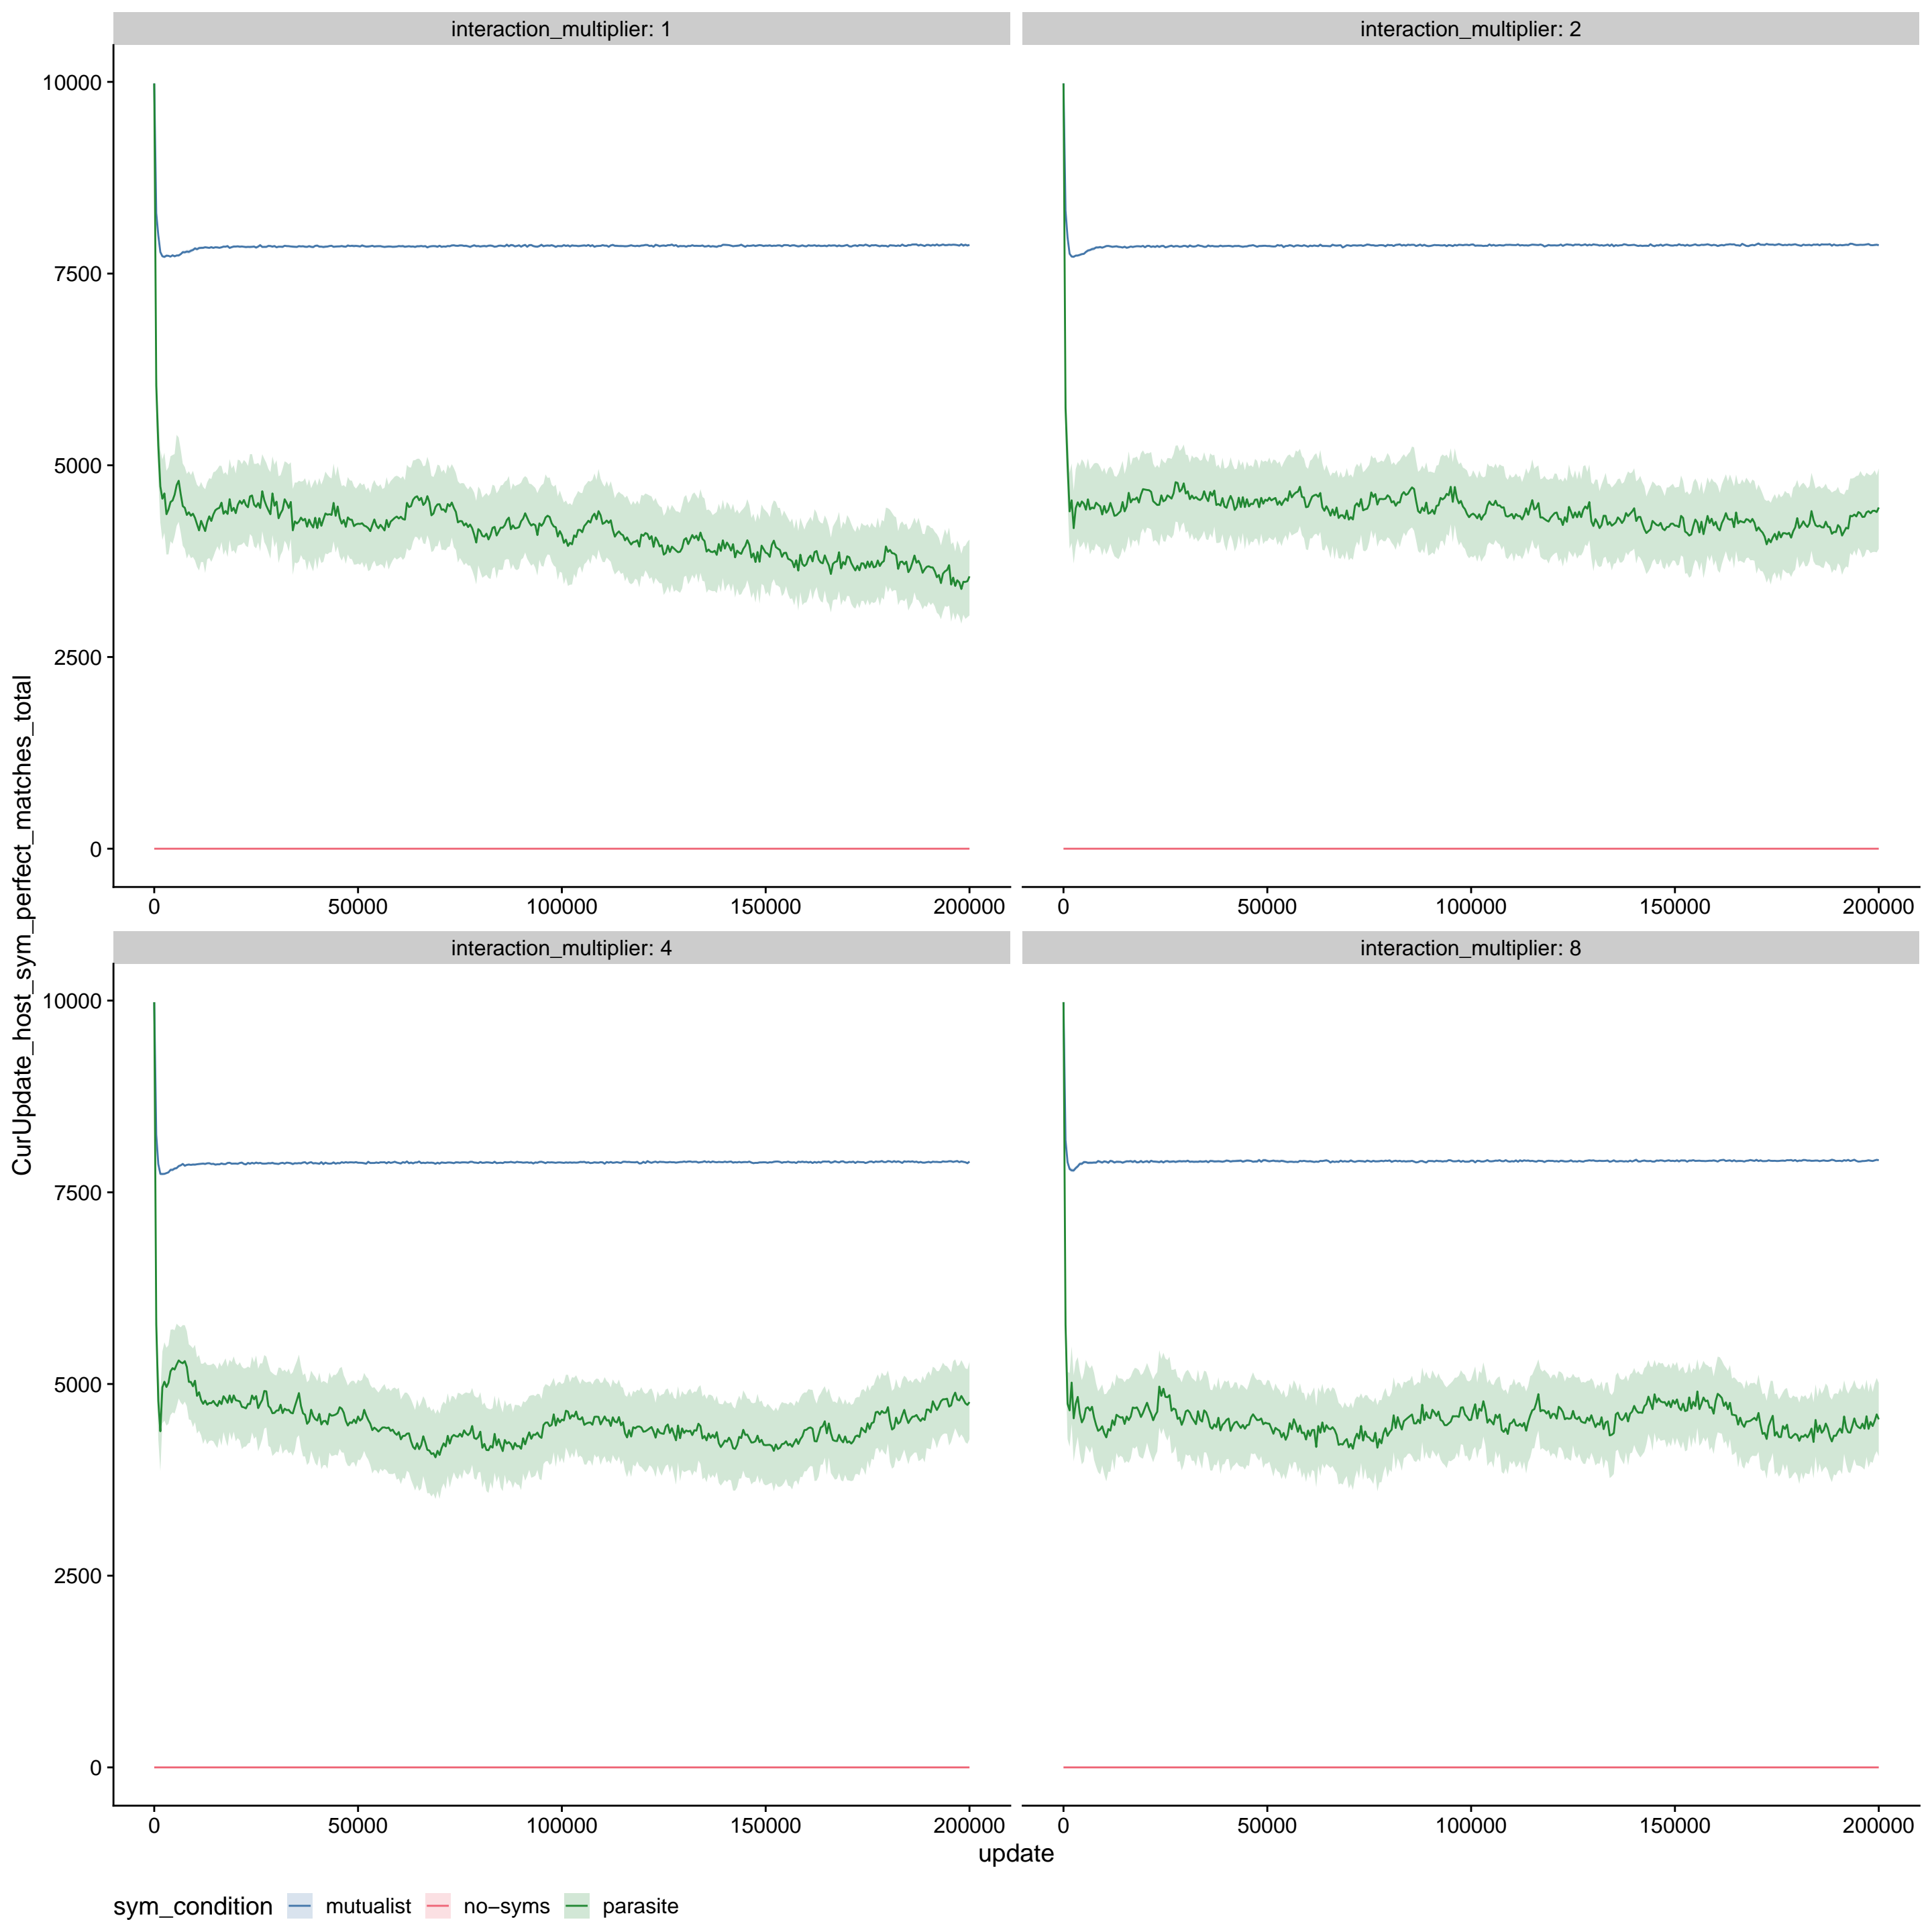 interaction_multiplier: 1
interaction_multiplier: 2
10000
7500
5000
2500
0
0 50000 100000 150000 200000
0 50000 100000 150000 200000
interaction_multiplier: 4
interaction_multiplier: 8
10000
7500
5000
2500
0
0 50000 100000 150000 200000
0 50000 100000 150000 200000
CurUpdate_host_sym_perfect_matches_total
update
sym_condition mutualist no−syms parasite